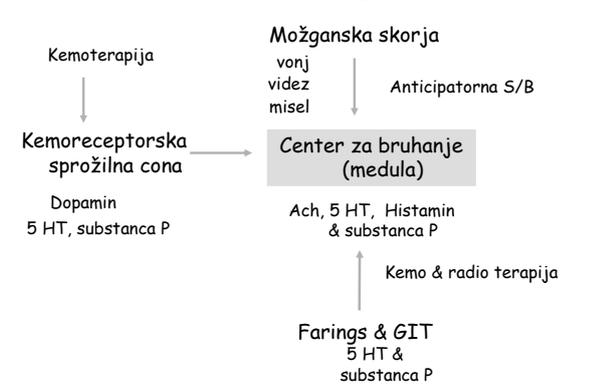 Možganska skorja
Kemoterapija
vonj
videz
misel
Anticipatorna S/B
Kemoreceptorska
sprožilna cona
Center za bruhanje
(medula)
Dopamin
5 HT, substanca P
Ach, 5 HT, Histamin
& substanca P
Kemo & radio terapija
Farings & GIT
5 HT &
substanca P